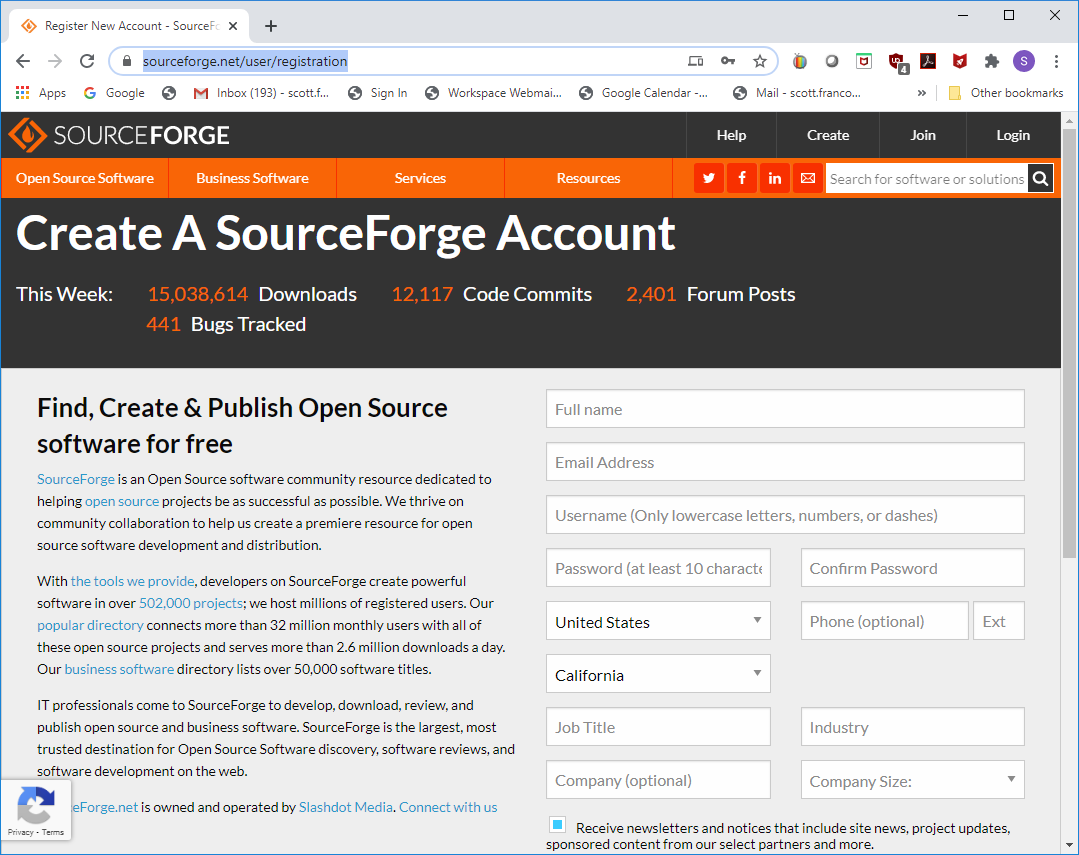 Register New Account - SourceFo
sourceforge.net/user/registration
4
S
Apps
Google
Inbox (193) - scott.f...
Sign In
Workspace Webmai...
Google Calendar -...
Mail - scott.franco...
»
Other bookmarks
SOURCEFORGE
Help
Create
Join
Login
Open Source Software
Business Software
Services
Resources
Search for software or solutions
Create A SourceForge Account
This Week: 15,038,614 Downloads 12,117 Code Commits 2,401 Forum Posts
441 Bugs Tracked
Find, Create & Publish Open Source
software for free
SourceForge is an Open Source software community resource dedicated to
helping open source projects be as successful as possible. We thrive on
community collaboration to help us create a premiere resource for open
source software development and distribution.
With the tools we provide, developers on SourceForge create powerful
software in over 502,000 projects; we host millions of registered users. Our
popular directory connects more than 32 million monthly users with all of
these open source projects and serves more than 2.6 million downloads a day.
Our business software directory lists over 50,000 software titles.
IT professionals come to SourceForge to develop, download, review, and
publish open source and business software. SourceForge is the largest, most
trusted destination for Open Source Software discovery, software reviews, and
software development on the web.
eForge.net is owned and operated by Slashdot Media. Connect with us
Privacy - Terms
Full name
Email Address
Username (Only lowercase letters, numbers, or dashes)
Password (at least 10 characte
Confirm Password
United States
Phone (optional)
Ext
California
Job Title
Industry
Company (optional)
Company Size:
Receive newsletters and notices that include site news, project updates,
sponsored content from our select partners and more.